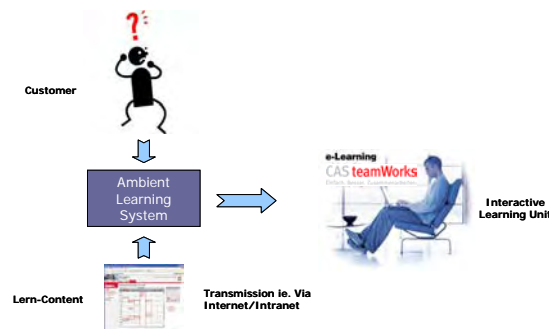 ?
Customer
Ambient
Learning
System
e-Learning
CAS teamWorks
Interactive
Learning Unit
Lern-Content
Transmission ie. Via
Internet/Intranet